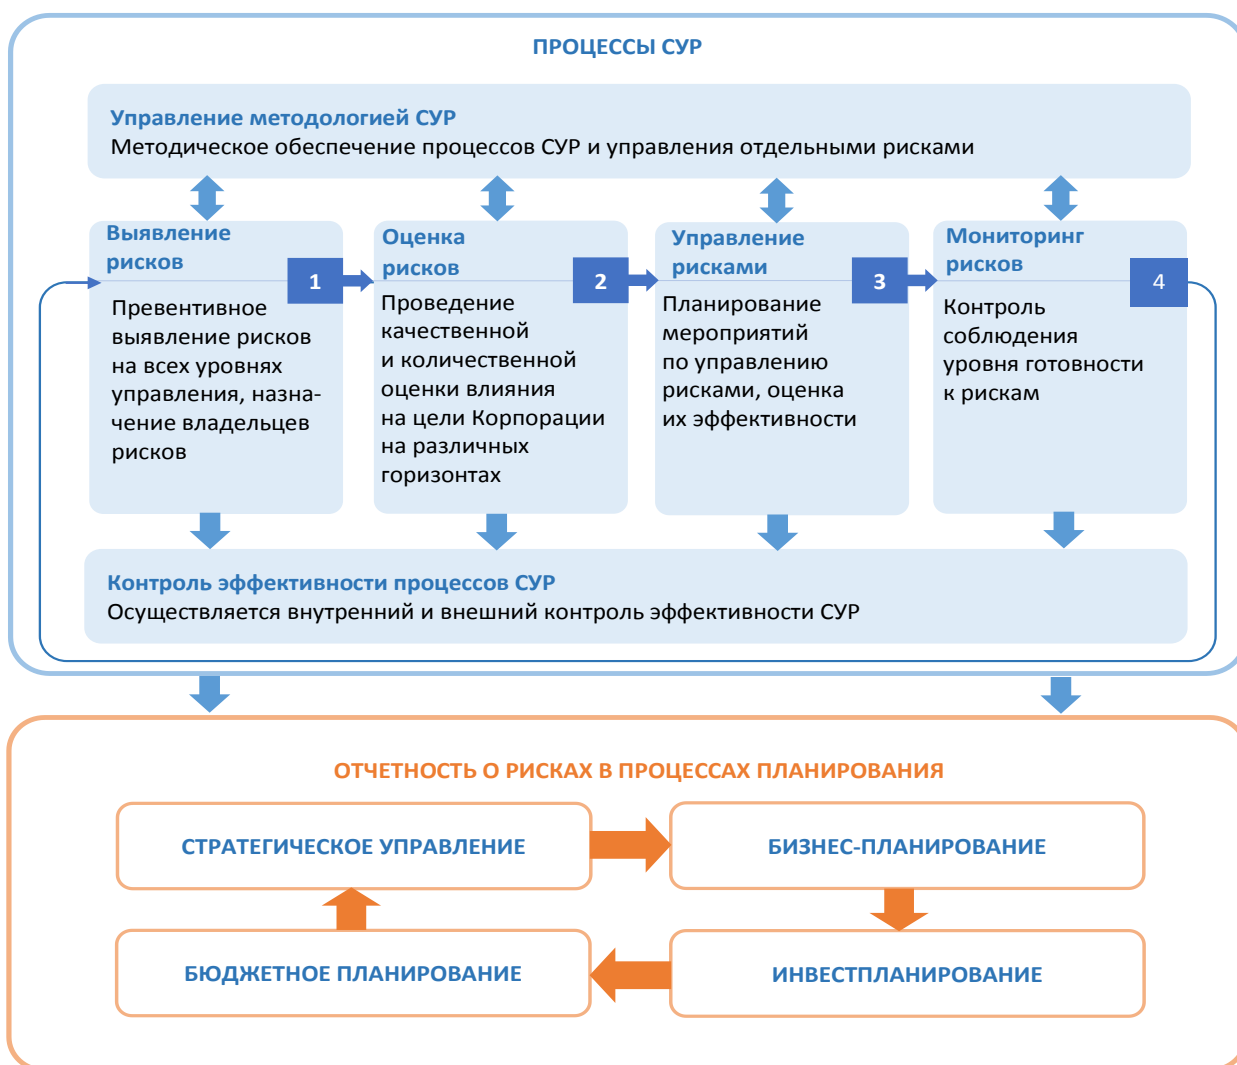 ПРОЦЕССЫ СУР
Управление методологией СУР
Методическое обеспечение процессов СУР и управления отдельными рисками
Выявление
рисков
1
Превентивное
выявление рисков
на всех уровнях
управления, назна-
чение владельцев
рисков
Оценка
рисков
2
Проведение
качественной
и количественной
оценки влияния
на цели Корпорации
на различных
горизонтах
Управление
рисками
3
Планирование
мероприятий
по управлению
рисками, оценка
их эффективности
Мониторинг
рисков
4
Контроль
соблюдения
уровня готовности
к рискам
Контроль эффективности процессов СУР
Осуществляется внутренний и внешний контроль эффективности СУР
ОТЧЕТНОСТЬ О РИСКАХ В ПРОЦЕССАХ ПЛАНИРОВАНИЯ
СТРАТЕГИЧЕСКОЕ УПРАВЛЕНИЕ
БИЗНЕС-ПЛАНИРОВАНИЕ
БЮДЖЕТНОЕ ПЛАНИРОВАНИЕ
ИНВЕСТПЛАНИРОВАНИЕ